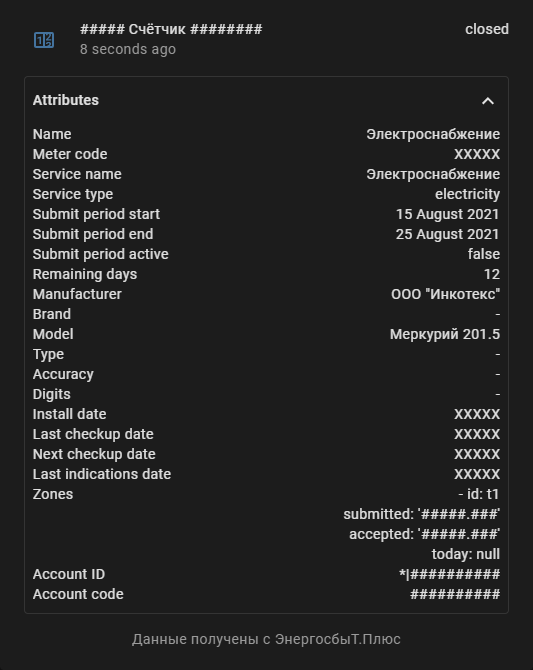 ##### Счётчик ######## closed
8 seconds ago
Attributes
Name Электроснабжение
Meter code XXXXX
Service name Электроснабжение
Service type electricity
Submit period start 15 August 2021
Submit period end 25 August 2021
Submit period active false
Remaining days 12
Manufacturer ООО "Инкотекс"
Brand -
Model Меркурий 201.5
Type -
Accuracy -
Digits -
Install date XXXXX
Last checkup date XXXXX
Next checkup date XXXXX
Last indications date XXXXX
Zones - id: t1
submitted: '#####.###'
accepted: '#####.###'
today: null
Account ID *|##########
Account code ##########
Данные получены с ЭнергосбыТ.Плюс